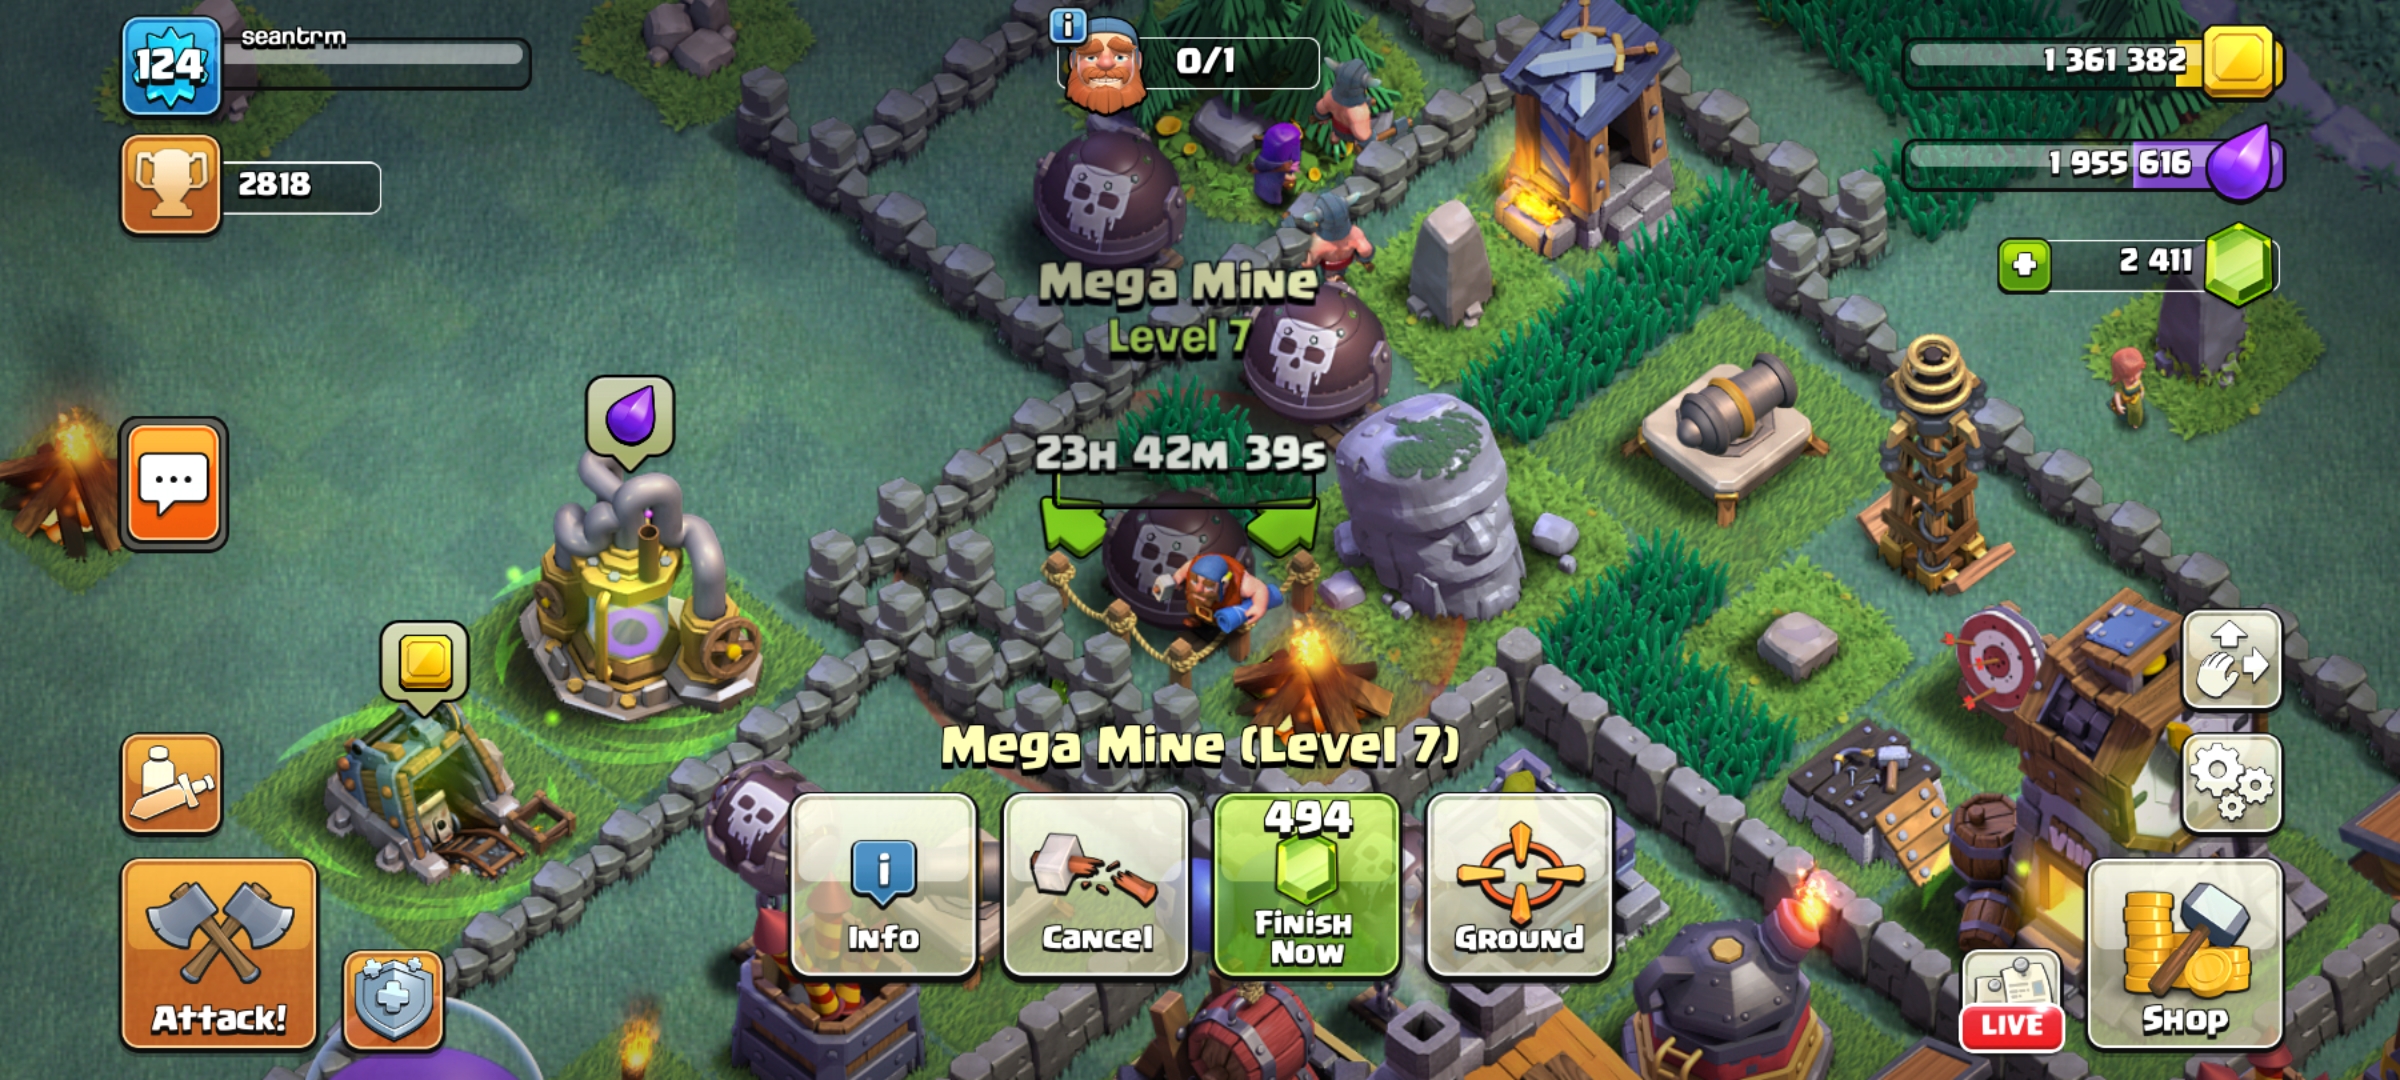 124
seantrm
0/1
1 361 382
2818
1 955 616
2 411
Mega Mine
Level 7
23H 42M 39S
Mega Mine (Level 7)
Info
Cancel
494
Finish
Now
Ground
Attack!
LIVE
Shop